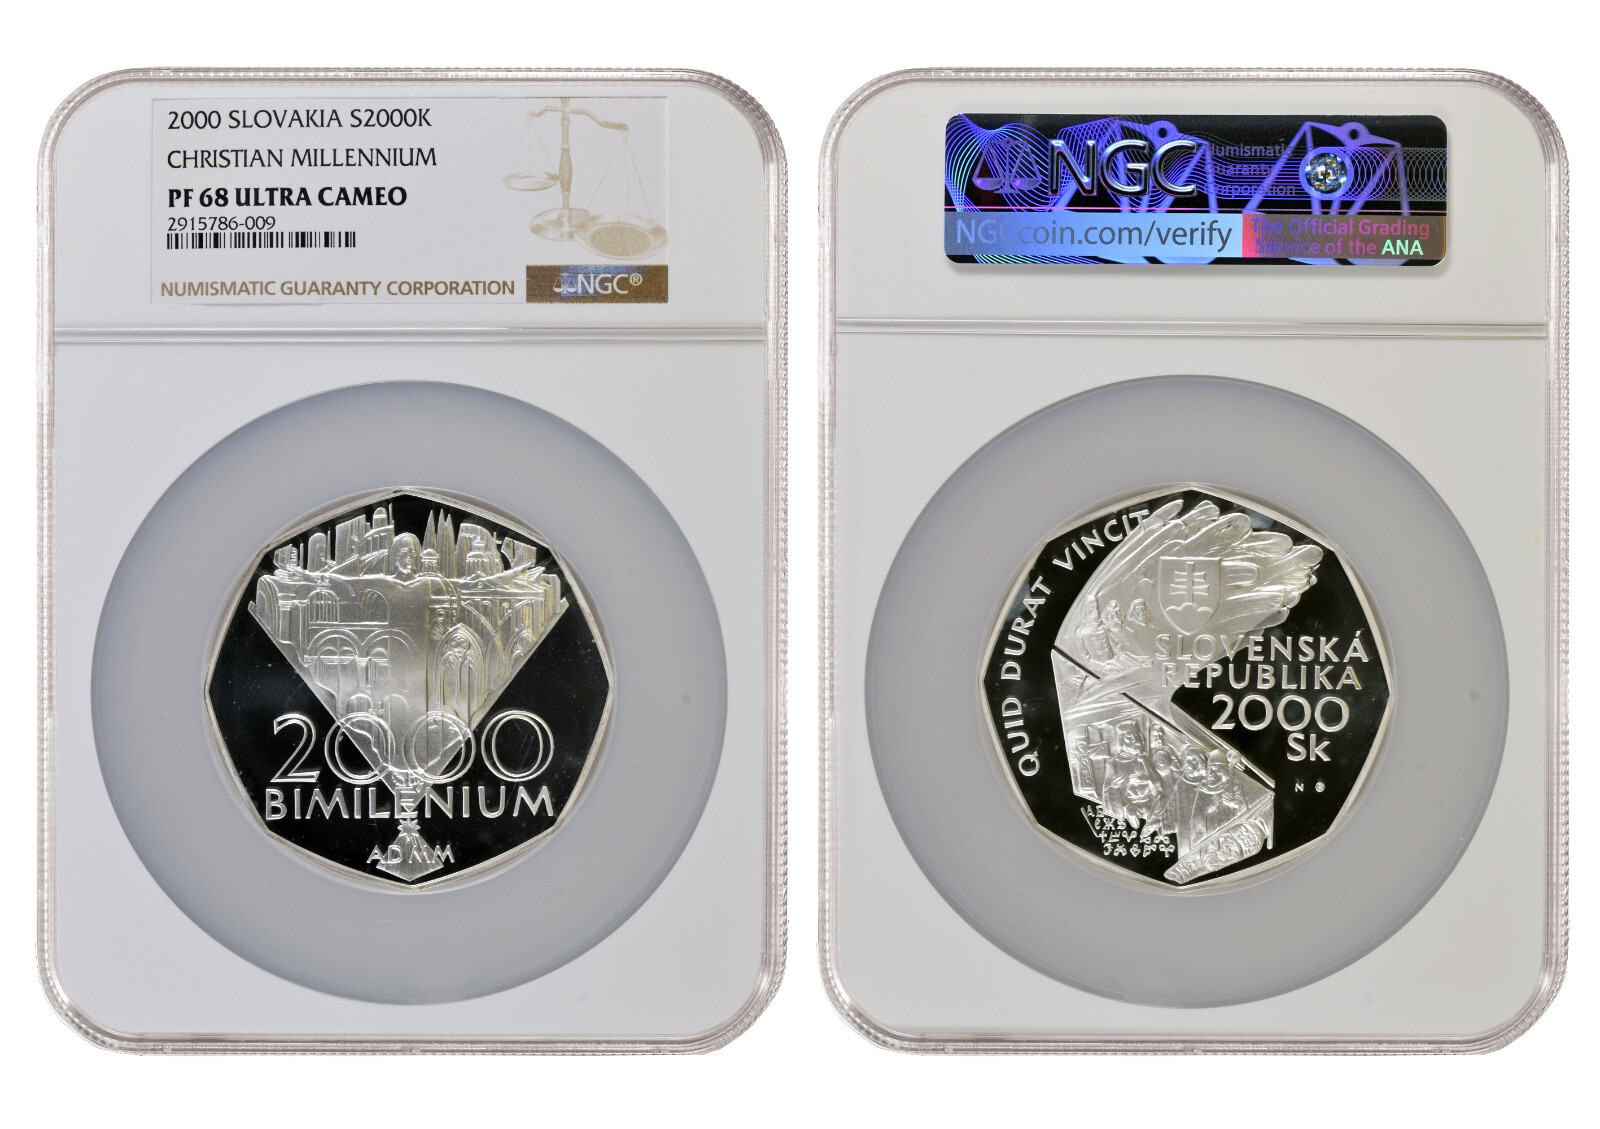 2000 SLOVAKIA S2000K
CHRISTIAN MILLENNIUM
PF 68 ULTRA CAMEO
2915786-009
NUMISMATIC GUARANTY CORPORATION
NGC®
2000
BIMILENIUM
AD MM
NGC
Numismatic
Guaranty
Corporation
NGCcoin.com/verify
The Official Grading
Service of the ANA
QUID DURAT VINCIT
SLOVENSKÁ
REPUBLIKA
2000
Sk
N